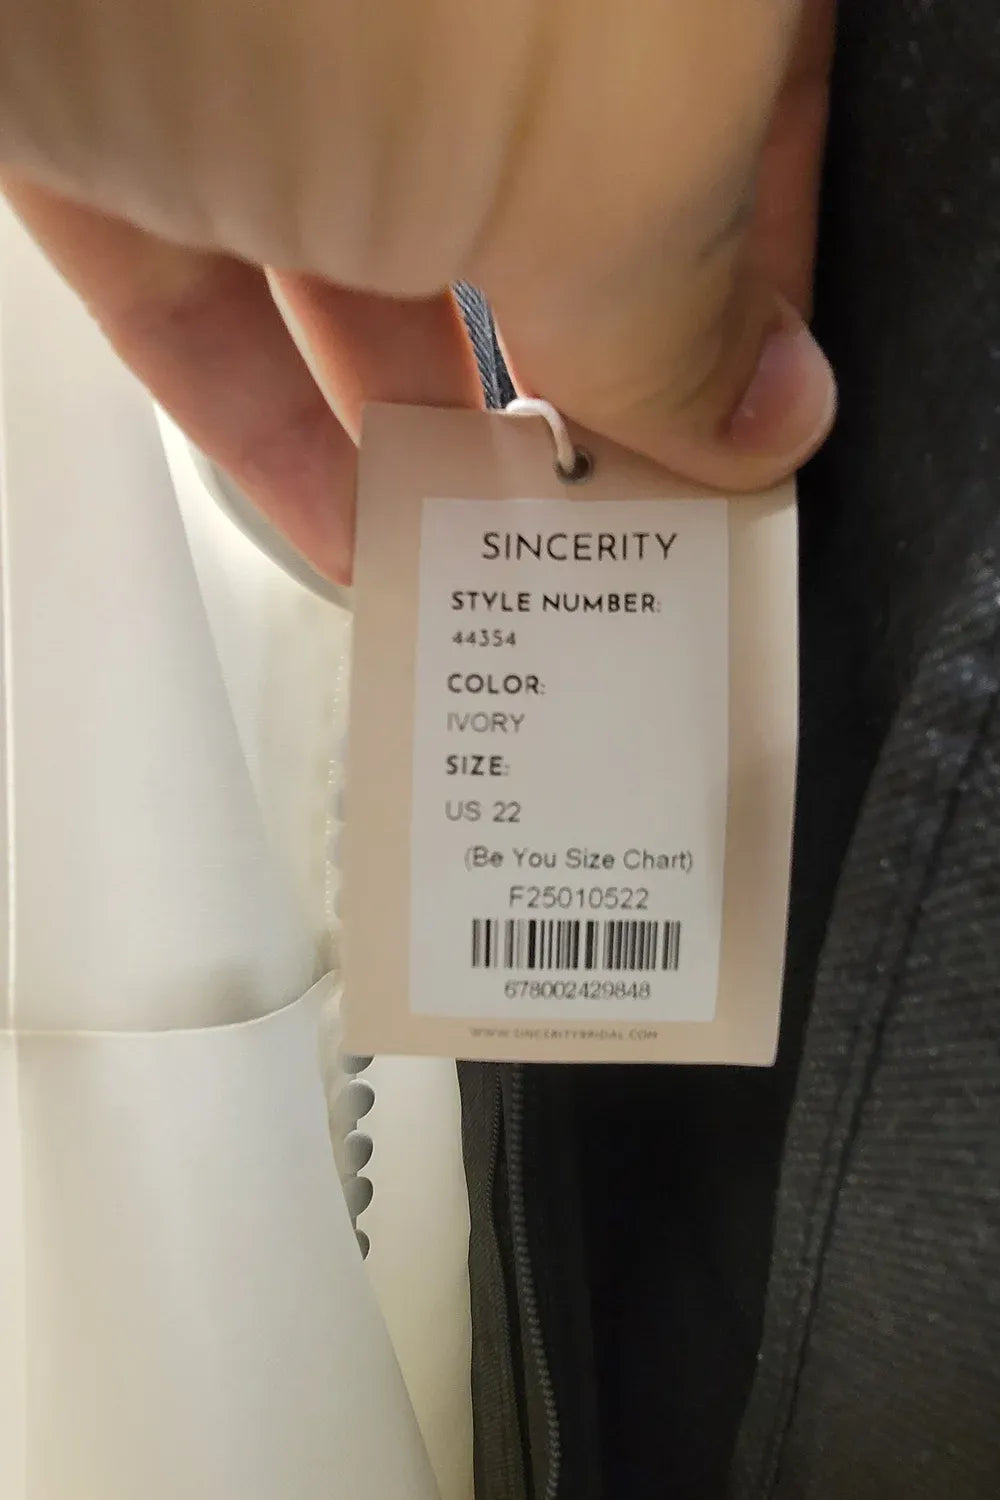 SINCERITY
STYLE NUMBER:
44354
COLOR:
IVORY
SIZE:
US 22
(Be You Size Chart)
F25010522
678002429848
WWW.SINCERITYBRIDAL.COM